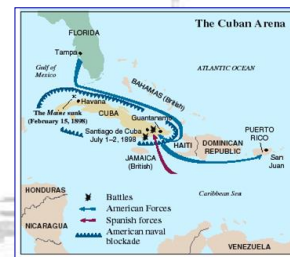 The Cuban Arena
FLORIDA
Tampa
Gulf of
Mexico
ATLANTIC OCEAN
BAHAMAS (British)
Havana
The Maine sunk
(February 15, 1898)
CUBA
Guantanamo
Santiago de Cuba
July 1–2, 1898
HAITI
DOMINICAN
REPUBLIC
PUERTO
RICO
San
Juan
JAMAICA
(British)
Caribbean Sea
HONDURAS
NICARAGUA
VENEZUELA
Battles
American Forces
Spanish forces
American naval
blockade